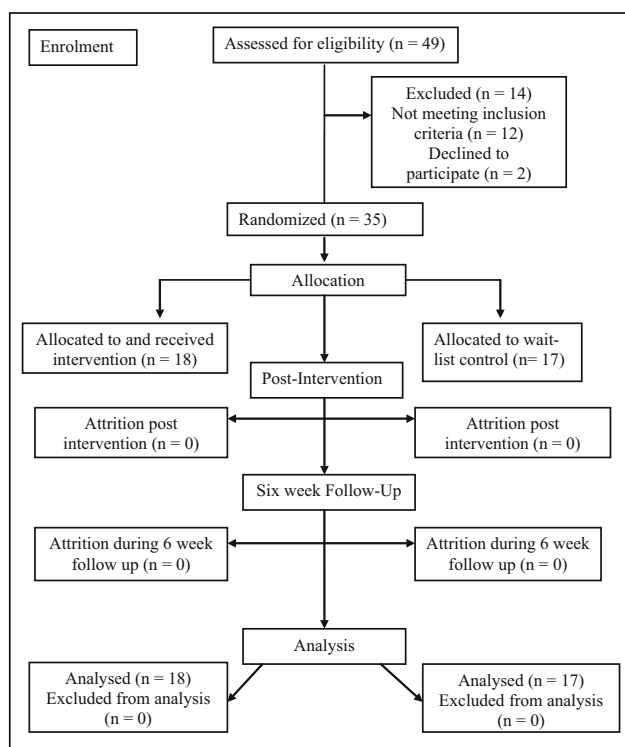 Enrolment
Assessed for eligibility (n = 49)
Excluded (n = 14)
Not meeting inclusion
criteria (n = 12)
Declined to
participate (n = 2)
Randomized (n = 35)
Allocation
Allocated to and received
intervention (n = 18)
Allocated to wait-
list control (n= 17)
Post-Intervention
Attrition post
intervention (n = 0)
Attrition post
intervention (n = 0)
Six week Follow-Up
Attrition during 6 week
follow up (n = 0)
Attrition during 6 week
follow up (n = 0)
Analysis
Analysed (n = 18)
Excluded from analysis
(n = 0)
Analysed (n = 17)
Excluded from analysis
(n = 0)